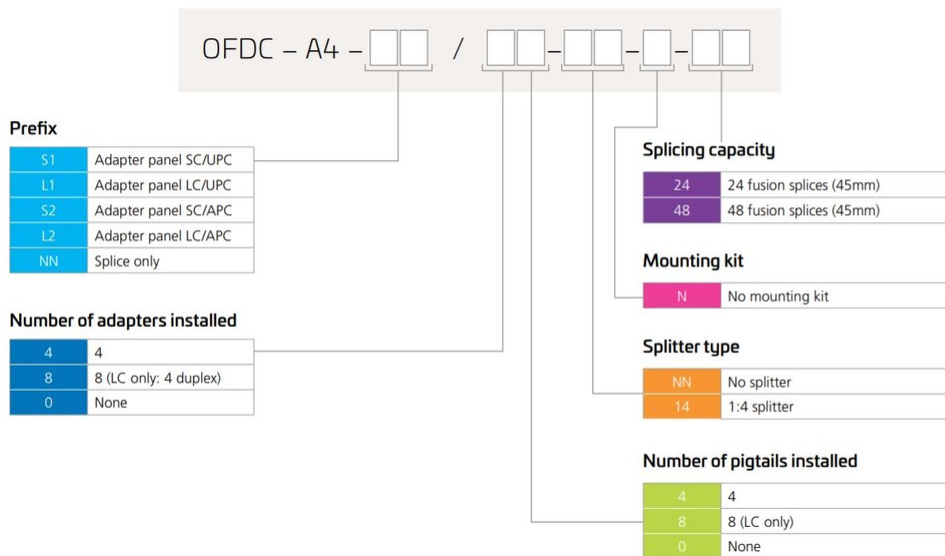 OFDC – A4 – □□ / □□–□□–□–□□
Prefix
S1 Adapter panel SC/UPC
L1 Adapter panel LC/UPC
S2 Adapter panel SC/APC
L2 Adapter panel LC/APC
NN Splice only
Number of adapters installed
4 4
8 8 (LC only: 4 duplex)
0 None
Splicing capacity
24 24 fusion splices (45mm)
48 48 fusion splices (45mm)
Mounting kit
N No mounting kit
Splitter type
NN No splitter
14 1:4 splitter
Number of pigtails installed
4 4
8 8 (LC only)
0 None